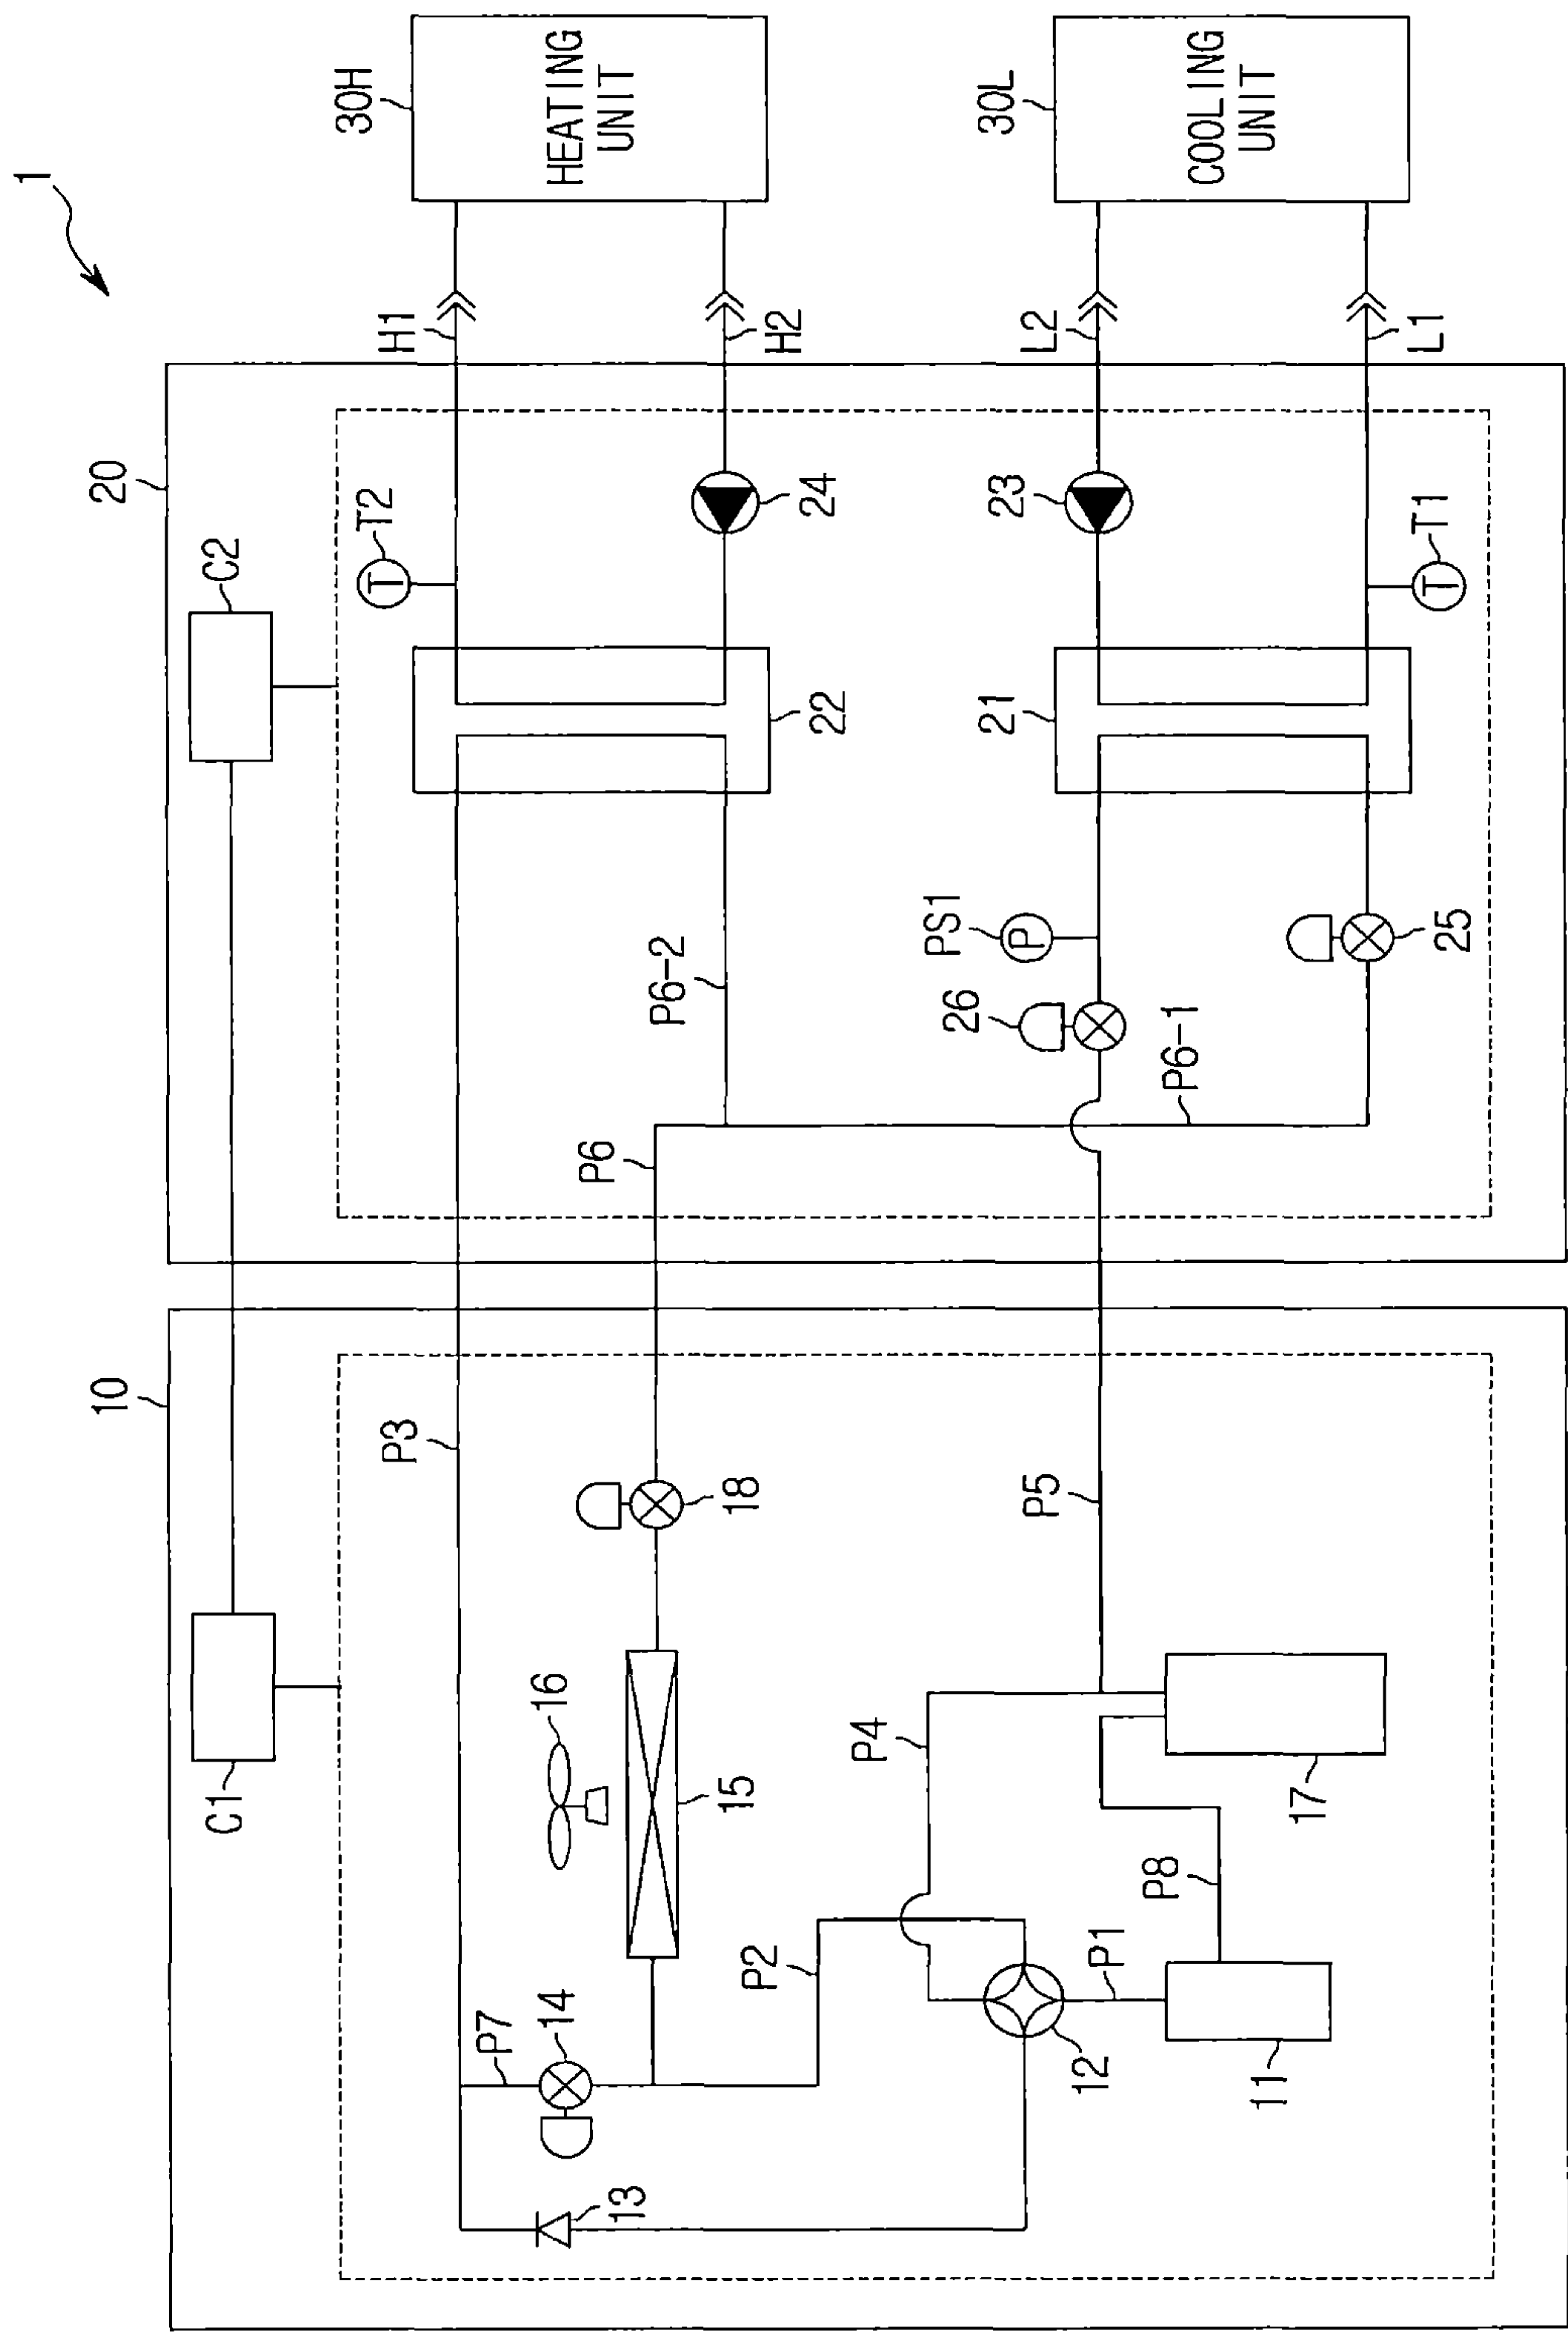 1
30H
HEATING
UNIT
30L
COOLING
UNIT
H1
H2
L2
L1
20
C2
T2
T
24
23
T1
T
22
21
P6-2
PS1
P
26
25
P6-1
P6
10
C1
P3
18
P5
16
15
P4
17
P7
14
P2
P8
P1
13
12
11